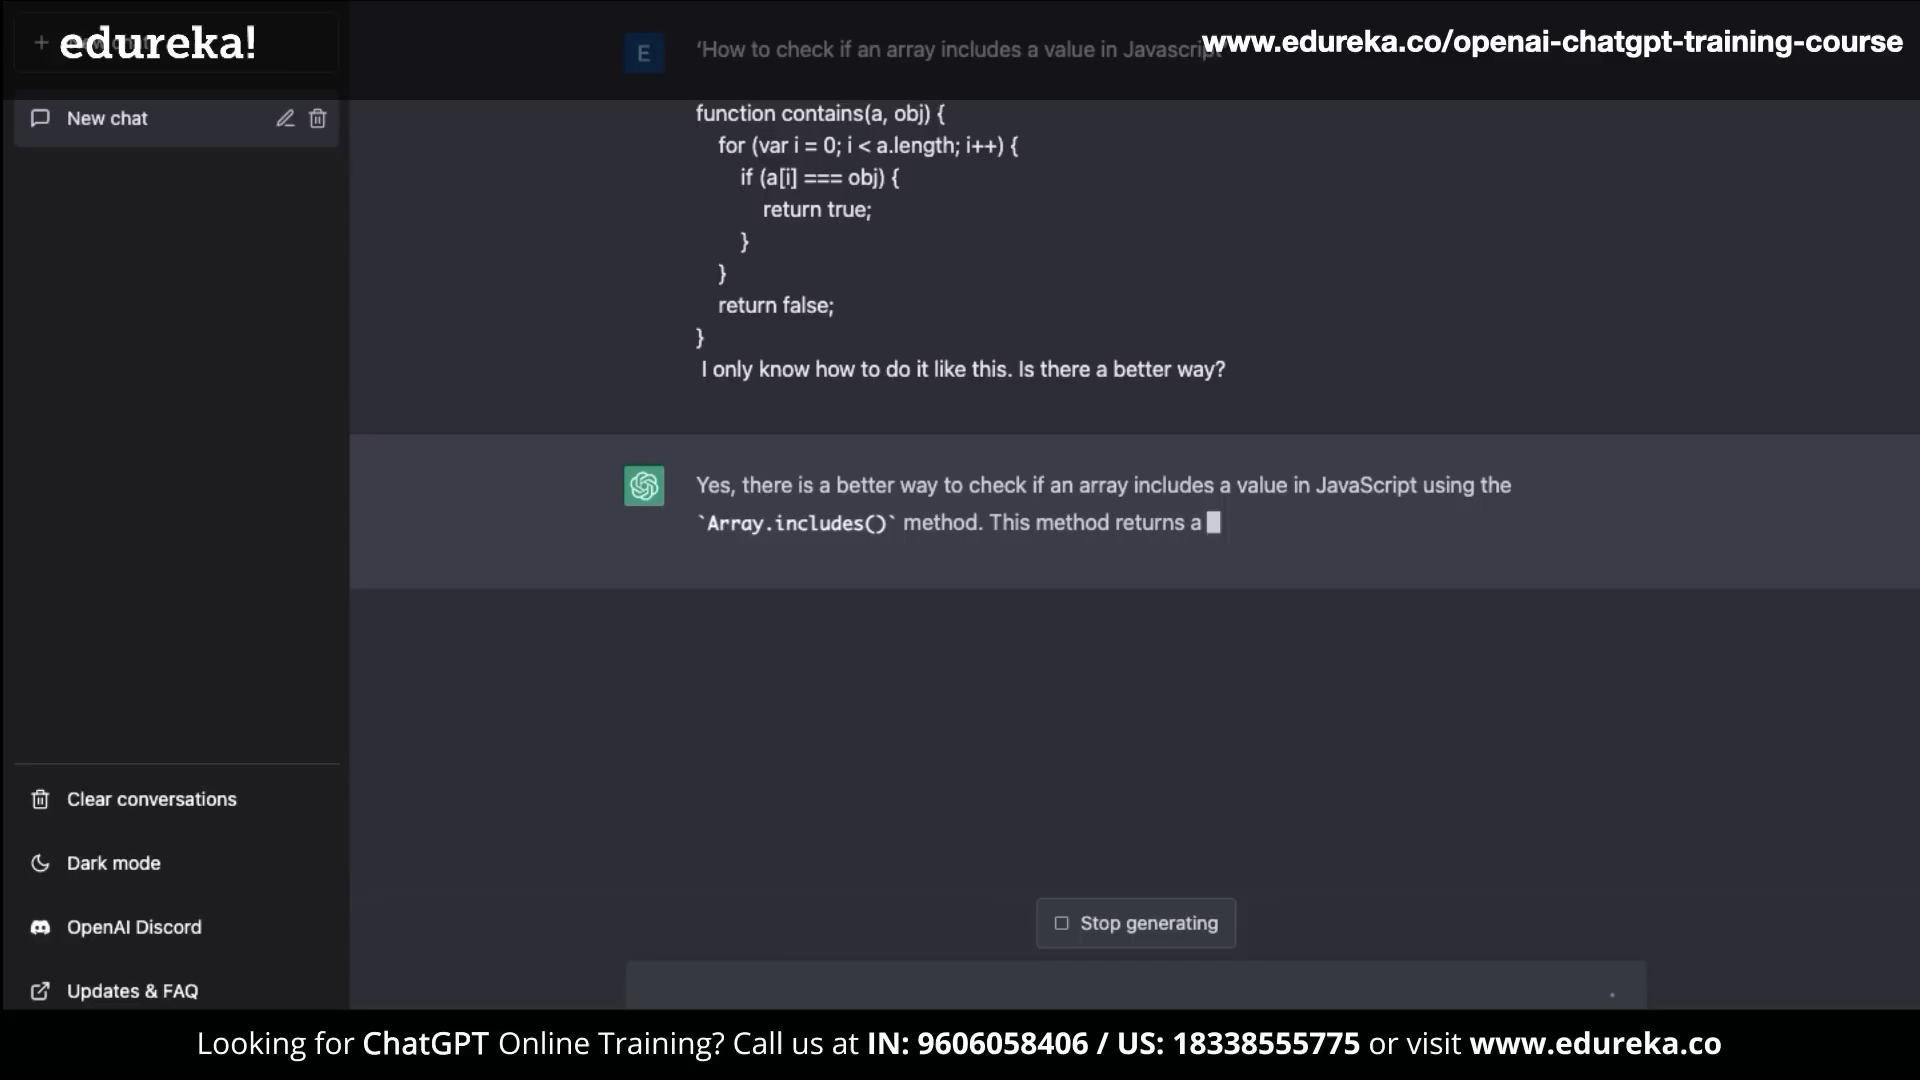 edureka!
www.edureka.co/openai-chatgpt-training-course
E
'How to check if an array includes a value in Javascript
New chat
function contains(a, obj) {
for (var i = 0; i < a.length; i++) {
if (a[i] === obj) {
return true;
}
}
return false;
}
I only know how to do it like this. Is there a better way?
Yes, there is a better way to check if an array includes a value in JavaScript using the
`Array.includes()` method. This method returns a
Clear conversations
Dark mode
OpenAI Discord
Updates & FAQ
Stop generating
Looking for ChatGPT Online Training? Call us at IN: 9606058406 / US: 18338555775 or visit www.edureka.co